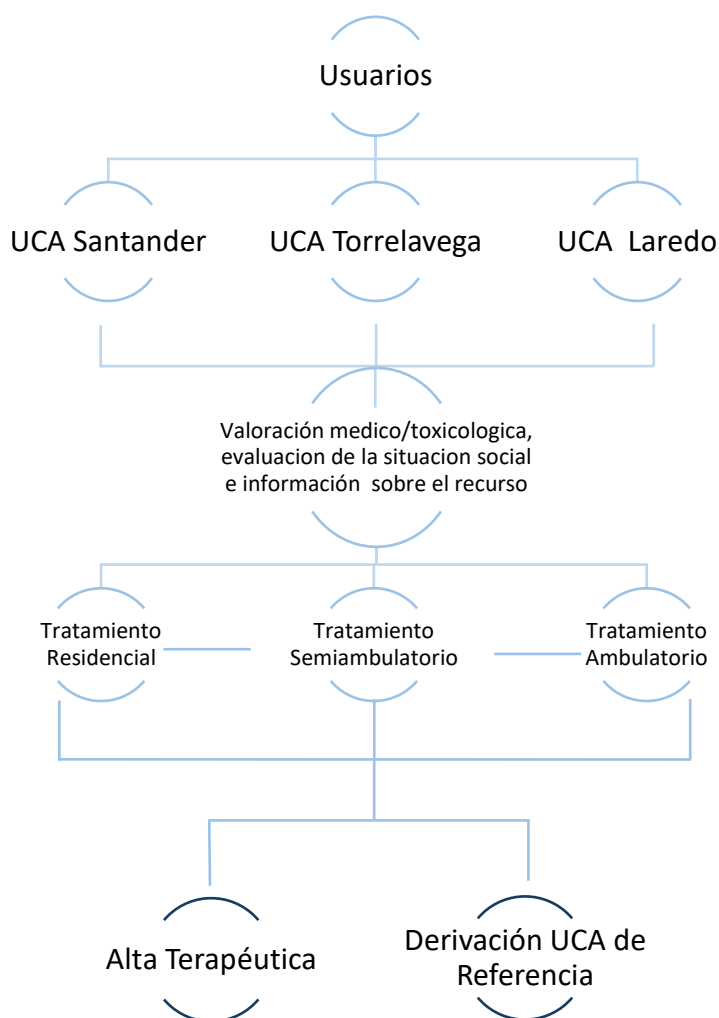 Usuarios
UCA Santander
UCA Torrelavega
UCA Laredo
Valoración medico/toxicologica,
evaluacion de la situacion social
e información sobre el recurso
Tratamiento
Residencial
Tratamiento
Semiambulatorio
Tratamiento
Ambulatorio
Alta Terapéutica
Derivación UCA de
Referencia